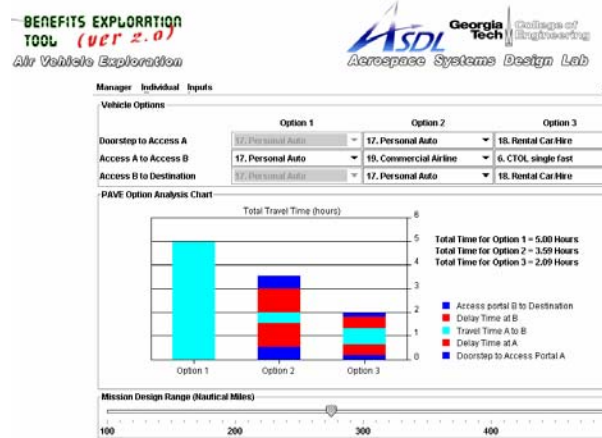 BENEFITS EXPLORATION
TOOL (ver 2.0)
Air Vehicle Exploration
ASDL
Georgia Tech College of Engineering
Aerospace Systems Design Lab
Manager Individual Inputs
Vehicle Options
Option 1 Option 2 Option 3
Doorstep to Access A 17. Personal Auto 17. Personal Auto 18. Rental Car/Hire
Access A to Access B 17. Personal Auto 19. Commercial Airline 6. CTOL single fast
Access B to Destination 17. Personal Auto 17. Personal Auto 18. Rental Car/Hire
PAVE Option Analysis Chart
Total Travel Time (hours)
6
5
4
3
2
1
0
Option 1 Option 2 Option 3
Total Time for Option 1 = 5.00 Hours
Total Time for Option 2 = 3.59 Hours
Total Time for Option 3 = 2.09 Hours
Access portal B to Destination
Delay Time at B
Travel Time A to B
Delay Time at A
Doorstep to Access Portal A
Mission Design Range (Nautical Miles)
100 200 300 400